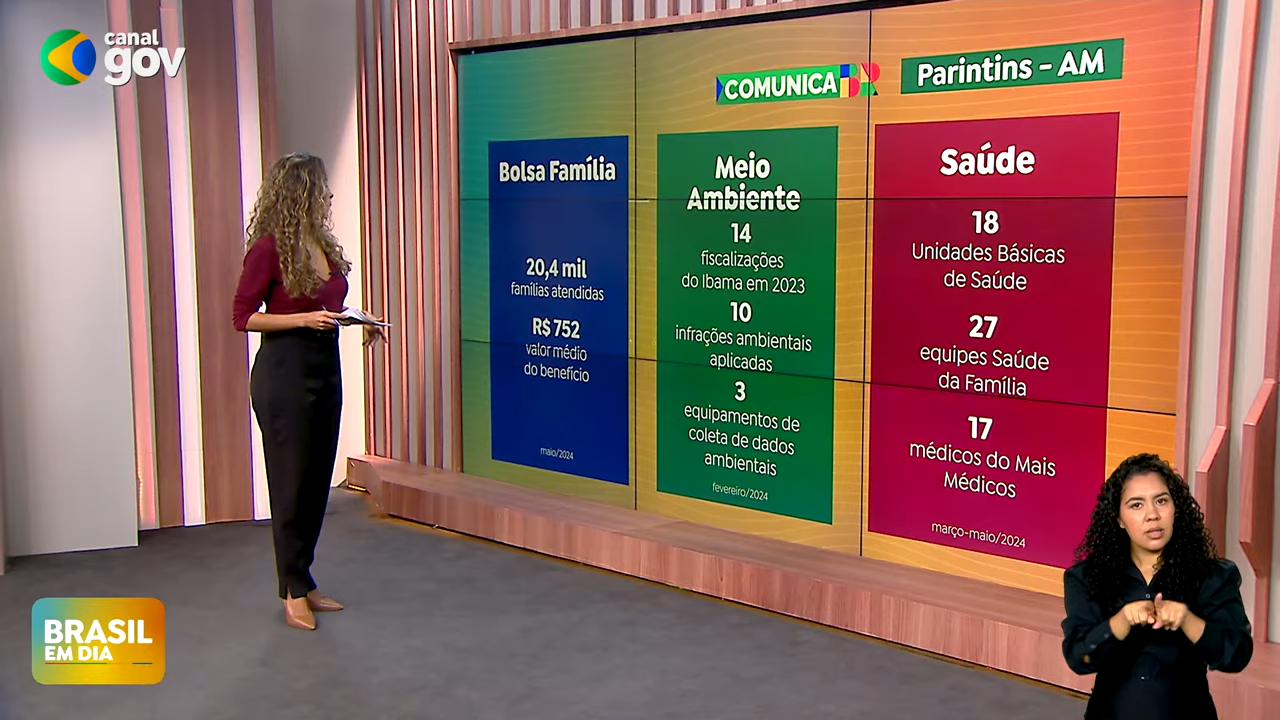 canal
gov
COMUNICABR
Parintins - AM
Bolsa Família
20,4 mil
famílias atendidas
R$ 752
valor médio
do benefício
maio/2024
Meio
Ambiente
14
fiscalizações
do Ibama em 2023
10
infrações ambientais
aplicadas
3
equipamentos de
coleta de dados
ambientais
fevereiro/2024
Saúde
18
Unidades Básicas
de Saúde
27
equipes Saúde
da Família
17
médicos do Mais
Médicos
março-maio/2024
BRASIL
EM DIA